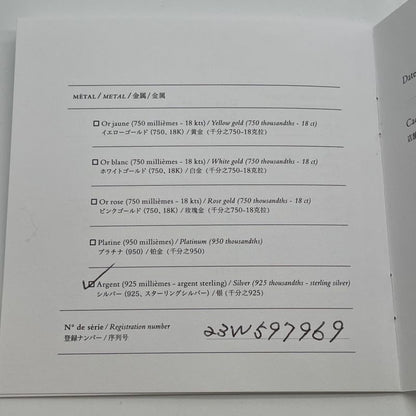 MÉTAL / METAL / 金属 / 金属
Or jaune (750 millièmes - 18 kts) / Yellow gold (750 thousandths - 18 ct)
イエローゴールド (750, 18K) / 黄金 (千分之750-18克拉)
Or blanc (750 millièmes - 18 kts) / White gold (750 thousandths - 18 ct)
ホワイトゴールド (750, 18K) / 白金 (千分之750-18克拉)
Or rose (750 millièmes - 18 kts) / Rose gold (750 thousandths - 18 ct)
ピンクゴールド (750, 18K) / 玫瑰金 (千分之750-18克拉)
Platine (950 millièmes) / Platinum (950 thousandths)
プラチナ (950) / 铂金 (千分之950)
Argent (925 millièmes - argent sterling) / Silver (925 thousandths - sterling silver)
シルバー (925、スターリングシルバー) / 银 (千分之925)
N° de série / Registration number
登録ナンバー / 序列号
23W597969
Date